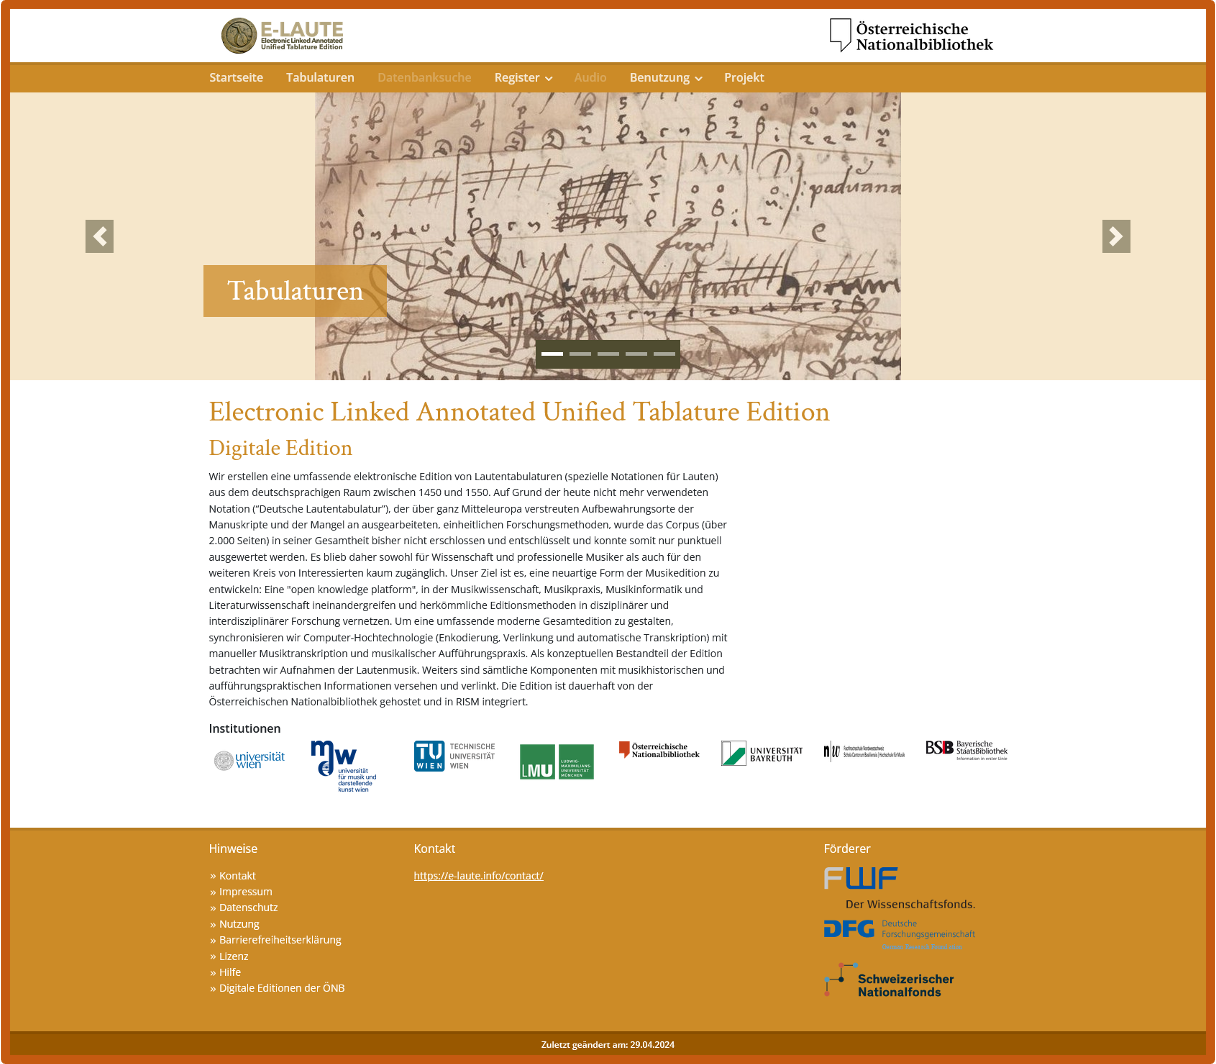 E-LAUTE
Electronic Linked Annotated
Unified Tablature Edition
Österreichische
Nationalbibliothek
Startseite Tabulaturen Datenbanksuche Register Audio Benutzung Projekt
paduana
Tabulaturen
Electronic Linked Annotated Unified Tablature Edition
Digitale Edition
Wir erstellen eine umfassende elektronische Edition von Lautentabulaturen (spezielle Notationen für Lauten)
aus dem deutschsprachigen Raum zwischen 1450 und 1550. Auf Grund der heute nicht mehr verwendeten
Notation (“Deutsche Lautentabulatur”), der über ganz Mitteleuropa verstreuten Aufbewahrungsorte der
Manuskripte und der Mangel an ausgearbeiteten, einheitlichen Forschungsmethoden, wurde das Corpus (über
2.000 Seiten) in seiner Gesamtheit bisher nicht erschlossen und entschlüsselt und konnte somit nur punktuell
ausgewertet werden. Es blieb daher sowohl für Wissenschaft und professionelle Musiker als auch für den
weiteren Kreis von Interessierten kaum zugänglich. Unser Ziel ist es, eine neuartige Form der Musikedition zu
entwickeln: Eine "open knowledge platform", in der Musikwissenschaft, Musikpraxis, Musikinformatik und
Literaturwissenschaft ineinandergreifen und herkömmliche Editionsmethoden in disziplinärer und
interdisziplinärer Forschung vernetzen. Um eine umfassende moderne Gesamtedition zu gestalten,
synchronisieren wir Computer-Hochtechnologie (Enkodierung, Verlinkung und automatische Transkription) mit
manueller Musiktranskription und musikalischer Aufführungspraxis. Als konzeptuellen Bestandteil der Edition
betrachten wir Aufnahmen der Lautenmusik. Weiters sind sämtliche Komponenten mit musikhistorischen und
aufführungspraktischen Informationen versehen und verlinkt. Die Edition ist dauerhaft von der
Österreichischen Nationalbibliothek gehostet und in RISM integriert.
Institutionen
universität
wien
mdw
universität
für musik und
darstellende
kunst wien
TU
WIEN
TECHNISCHE
UNIVERSITÄT
WIEN
LMU
LUDWIG-
MAXIMILIANS-
UNIVERSITÄT
MÜNCHEN
Österreichische
Nationalbibliothek
UNIVERSITÄT
BAYREUTH
n|w
Fachhochschule Nordwestschweiz
Schola Cantorum Basiliensis | Hochschule für Musik
BSB
Bayerische
StaatsBibliothek
Information in erster Linie
Hinweise
» Kontakt
» Impressum
» Datenschutz
» Nutzung
» Barrierefreiheitserklärung
» Lizenz
» Hilfe
» Digitale Editionen der ÖNB
Kontakt
https://e-laute.info/contact/
Förderer
FWF
Der Wissenschaftsfonds.
DFG
Deutsche
Forschungsgemeinschaft
Schweizerischer
Nationalfonds
Zuletzt geändert am: 29.04.2024